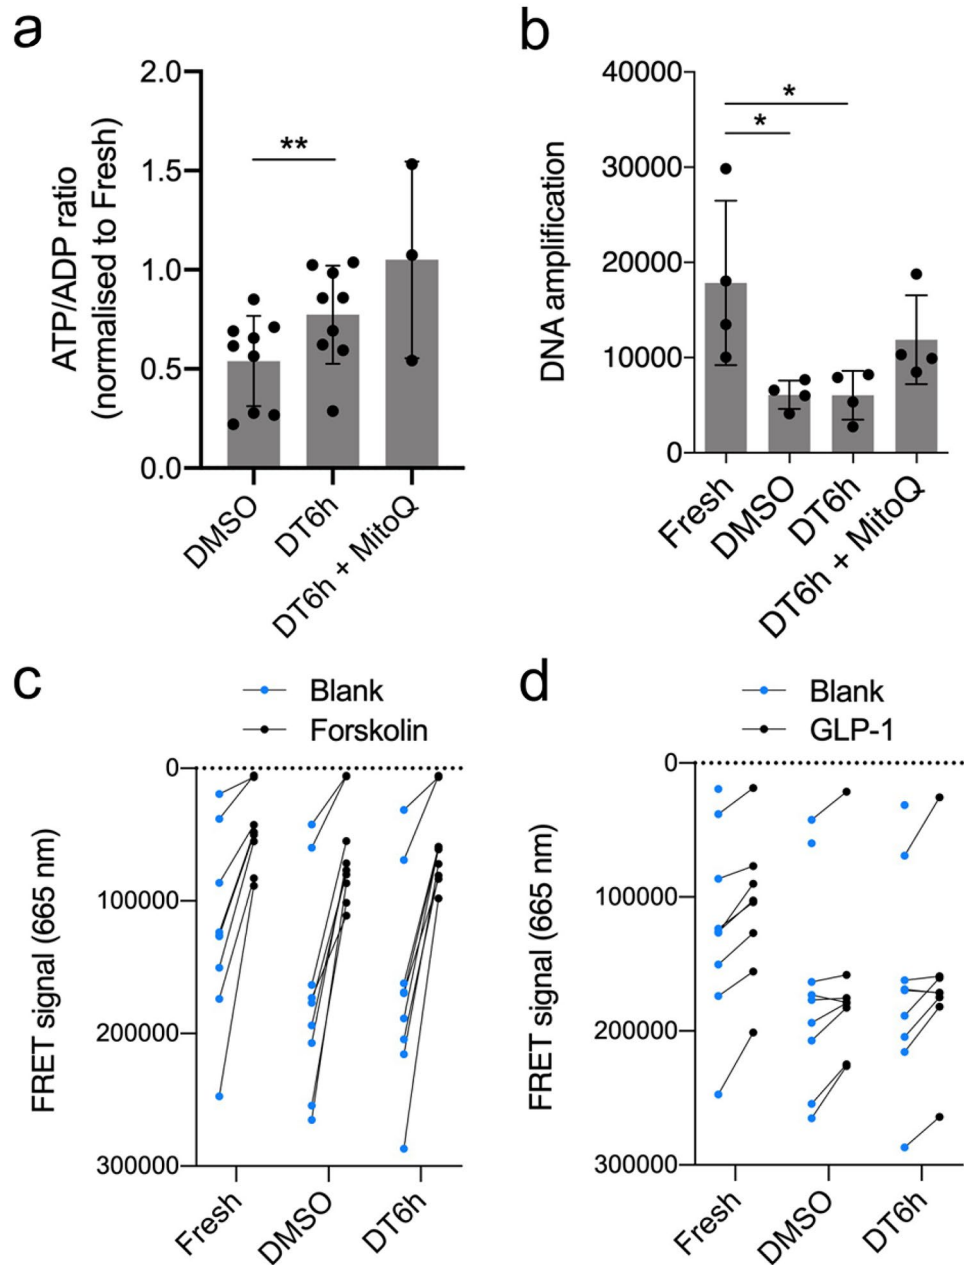 a
ATP/ADP ratio
(normalised to Fresh)
2.0
1.5
1.0
0.5
0.0
**
DMSO
DT6h
DT6h + MitoQ
b
DNA amplification
40000
30000
20000
10000
0
*
*
Fresh
DMSO
DT6h
DT6h + MitoQ
c
Blank
Forskolin
FRET signal (665 nm)
0
100000
200000
300000
Fresh
DMSO
DT6h
d
Blank
GLP-1
FRET signal (665 nm)
0
100000
200000
300000
Fresh
DMSO
DT6h